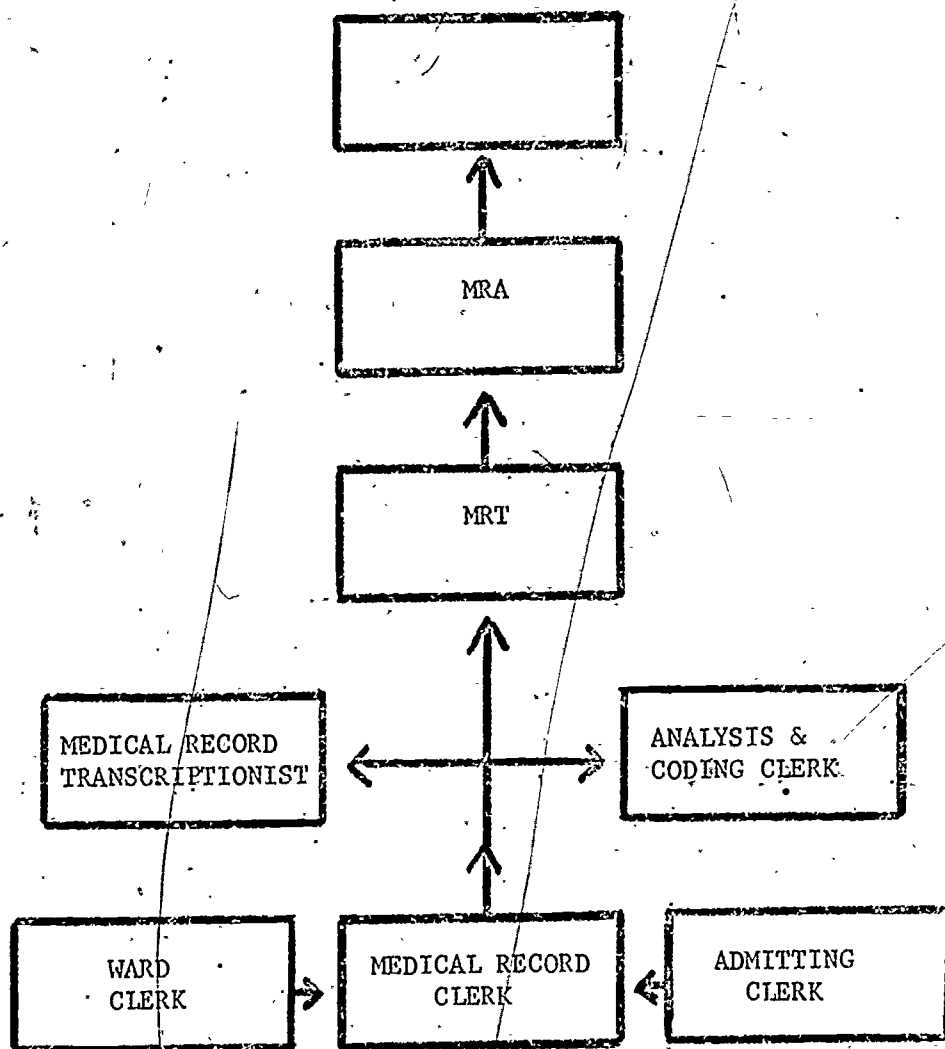 MRA
MRT
MEDICAL RECORD
TRANSCRIPTIONIST
ANALYSIS &
CODING CLERK
WARD
CLERK
MEDICAL RECORD
CLERK
ADMITTING
CLERK